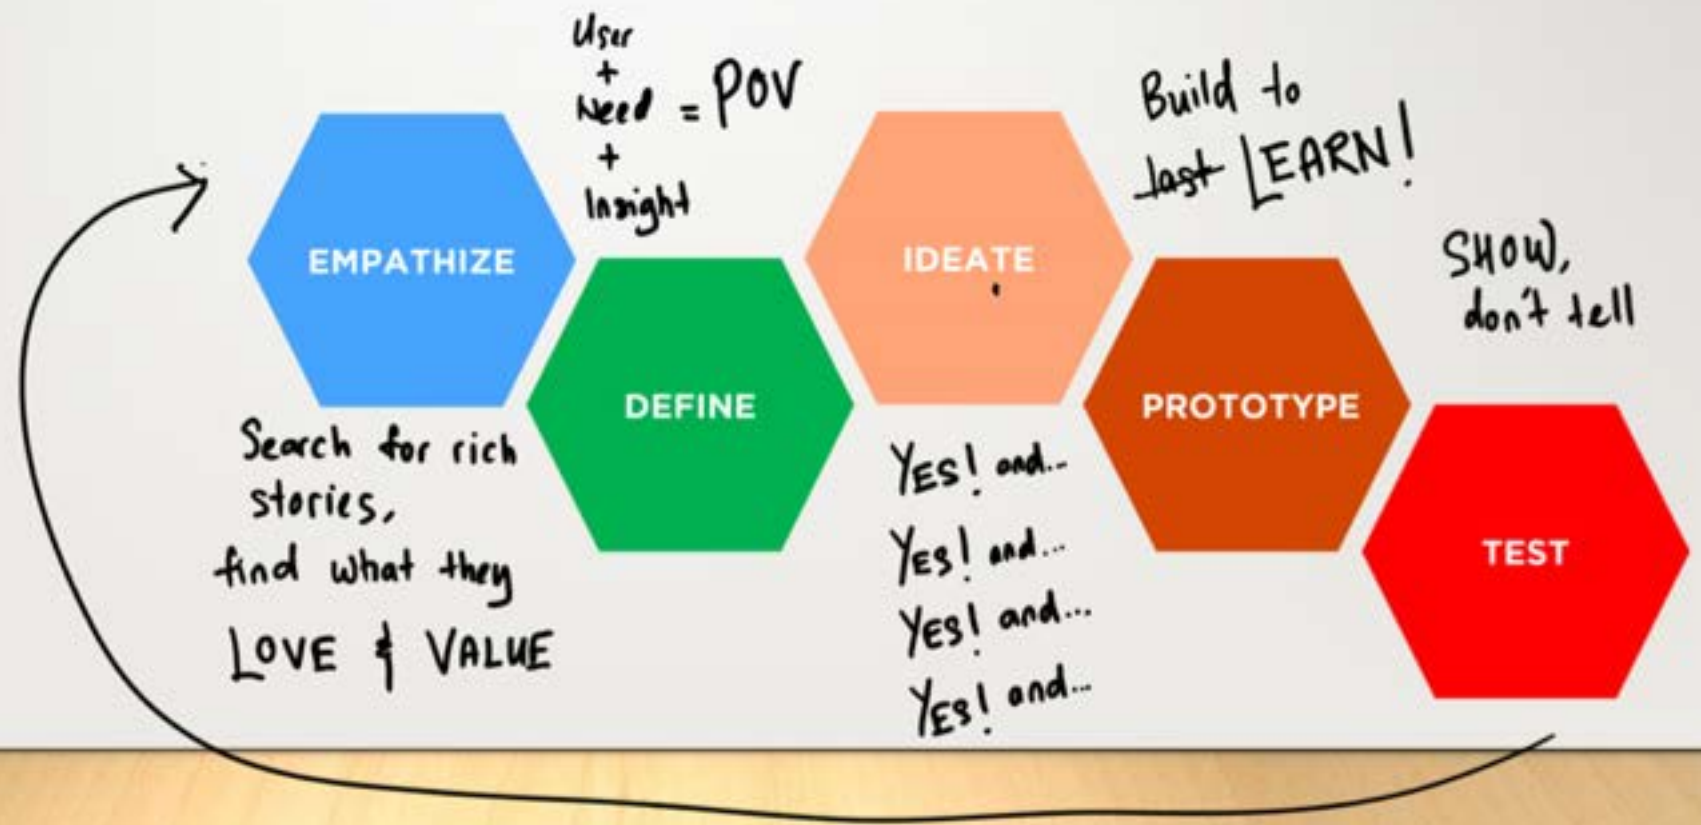 EMPATHIZE
Search for rich
stories,
find what they
LOVE & VALUE
User
+
Need = POV
+
Insight
DEFINE
IDEATE
YES! and...
YES! and...
YES! and...
YES! and...
Build to
last LEARN!
PROTOTYPE
SHOW,
don't tell
TEST